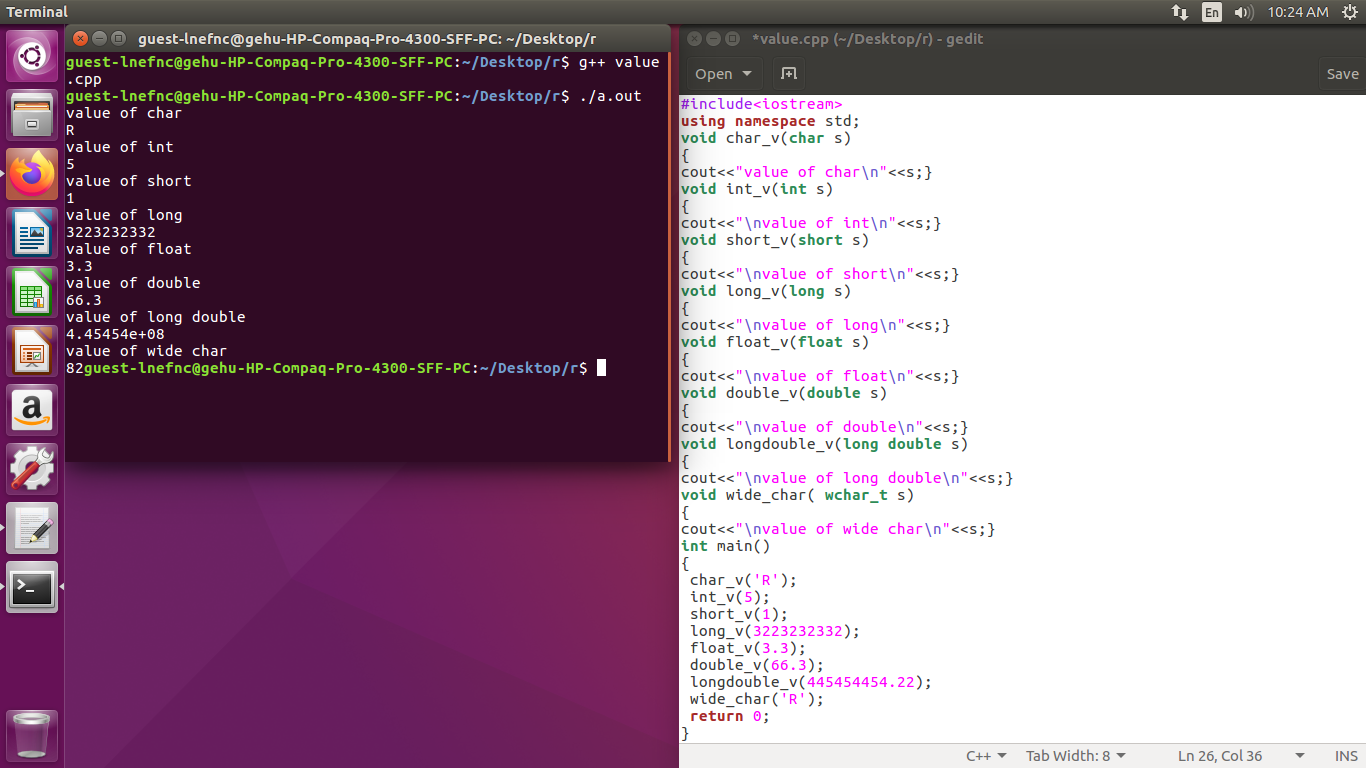 Terminal
En
10:24 AM
guest-lnefnc@gehu-HP-Compaq-Pro-4300-SFF-PC: ~/Desktop/r
guest-lnefnc@gehu-HP-Compaq-Pro-4300-SFF-PC:~/Desktop/r$ g++ value
.cpp
guest-lnefnc@gehu-HP-Compaq-Pro-4300-SFF-PC:~/Desktop/r$ ./a.out
value of char
R
value of int
5
value of short
1
value of long
3223232332
value of float
3.3
value of double
66.3
value of long double
4.45454e+08
value of wide char
82guest-lnefnc@gehu-HP-Compaq-Pro-4300-SFF-PC:~/Desktop/r$
*value.cpp (~/Desktop/r) - gedit
Open
Save
#include<iostream>
using namespace std;
void char_v(char s)
{
cout<<"value of char\n"<<s;}
void int_v(int s)
{
cout<<"\nvalue of int\n"<<s;}
void short_v(short s)
{
cout<<"\nvalue of short\n"<<s;}
void long_v(long s)
{
cout<<"\nvalue of long\n"<<s;}
void float_v(float s)
{
cout<<"\nvalue of float\n"<<s;}
void double_v(double s)
{
cout<<"\nvalue of double\n"<<s;}
void longdouble_v(long double s)
{
cout<<"\nvalue of long double\n"<<s;}
void wide_char( wchar_t s)
{
cout<<"\nvalue of wide char\n"<<s;}
int main()
{
char_v('R');
int_v(5);
short_v(1);
long_v(3223232332);
float_v(3.3);
double_v(66.3);
longdouble_v(445454454.22);
wide_char('R');
return 0;
}
C++
Tab Width: 8
Ln 26, Col 36
INS